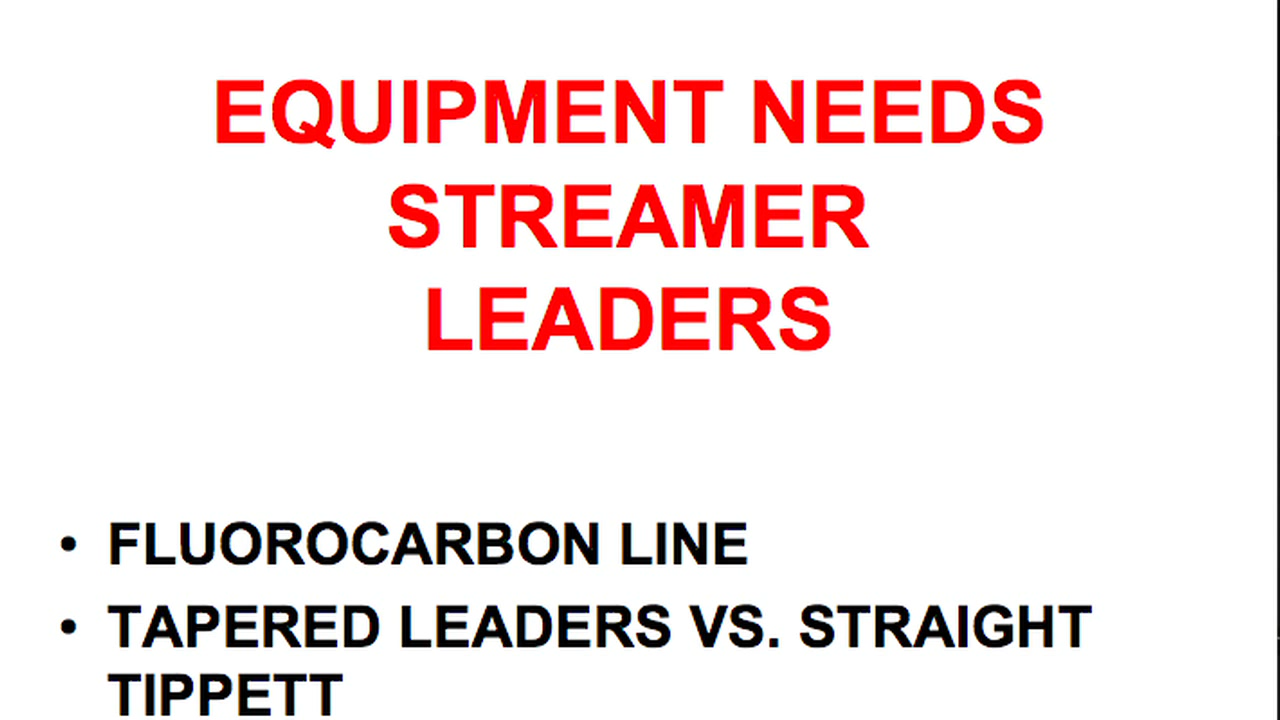 EQUIPMENT NEEDS
STREAMER
LEADERS
• FLUOROCARBON LINE
• TAPERED LEADERS VS. STRAIGHT
TIPPETT